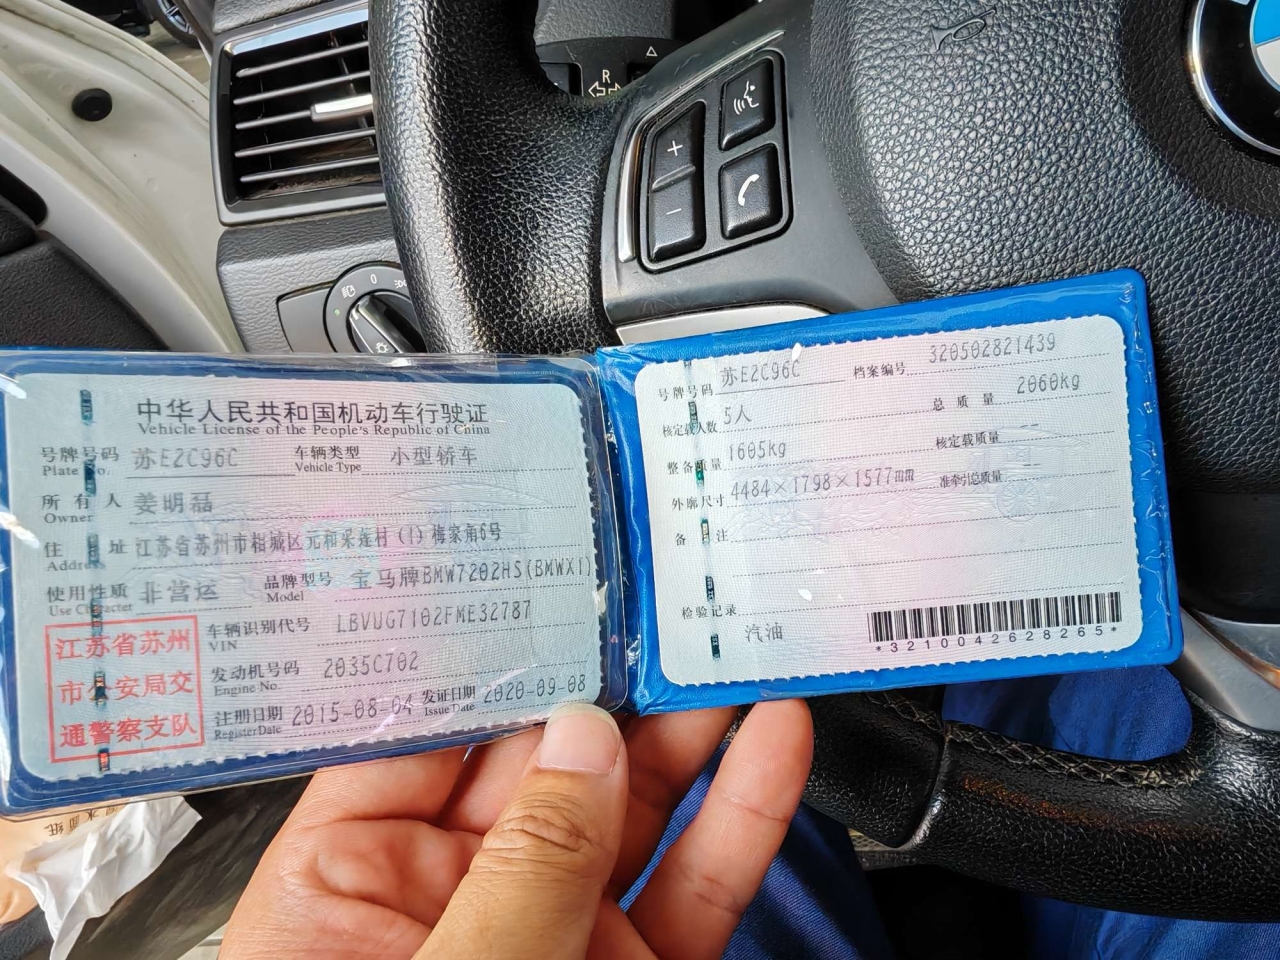 中华人民共和国机动车行驶证
Vehicle License of the People's Republic of China
号牌号码 苏E2C96C 车辆类型 小型轿车
Plate No. Vehicle Type
所有人 姜明磊
Owner
住址 江苏省苏州市相城区元和采莲村(1)梅家角6号
Address
使用性质 非营运 品牌型号 宝马牌BMW7202HS(BMWX1)
Use Character Model
江苏省苏州
市公安局交
通警察支队
车辆识别代号 LBVUG7102FME32787
VIN
发动机号码 2035C702
Engine No.
注册日期 2015-08-04 发证日期 2020-09-08
Register Date Issue Date
号牌号码 苏E2C96C 档案编号 320502821439
核定载人数 5人 总质量 2060kg
整备质量 1605kg 核定载质量 --
外廓尺寸 4484×1798×1577mm 准牵引总质量 --
备注
检验记录
汽油
*3210042628265*
R
+
-
0